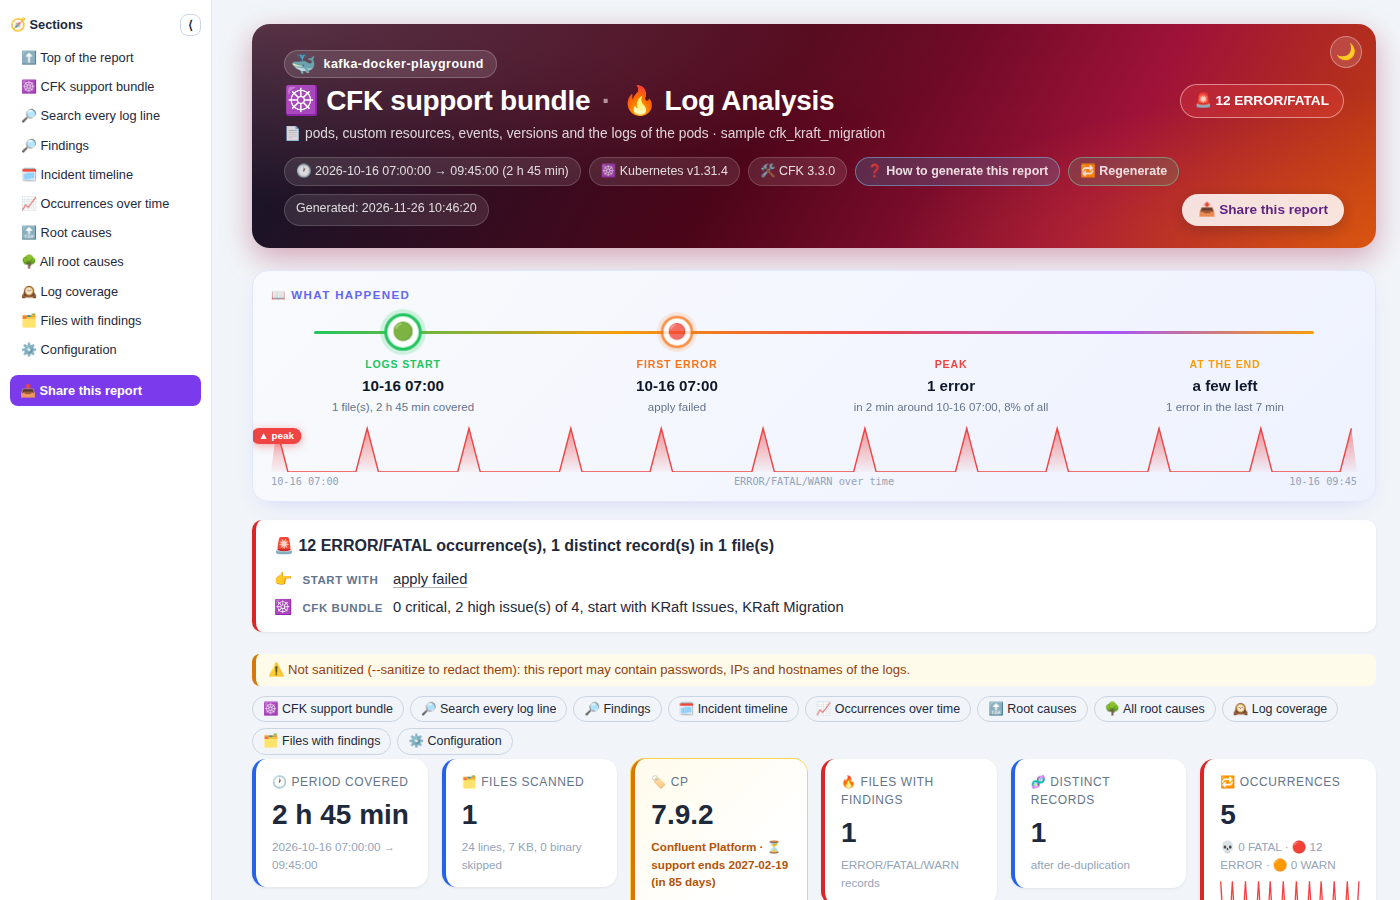 Sections
⟨
Top of the report
CFK support bundle
Search every log line
Findings
Incident timeline
Occurrences over time
Root causes
All root causes
Log coverage
Files with findings
Configuration
Share this report
kafka-docker-playground
CFK support bundle · Log Analysis
12 ERROR/FATAL
pods, custom resources, events, versions and the logs of the pods · sample cfk_kraft_migration
2026-10-16 07:00:00 → 09:45:00 (2 h 45 min)
Kubernetes v1.31.4
CFK 3.3.0
How to generate this report
Regenerate
Generated: 2026-11-26 10:46:20
Share this report
WHAT HAPPENED
LOGS START
10-16 07:00
1 file(s), 2 h 45 min covered
FIRST ERROR
10-16 07:00
apply failed
PEAK
1 error
in 2 min around 10-16 07:00, 8% of all
AT THE END
a few left
1 error in the last 7 min
▲ peak
10-16 07:00
ERROR/FATAL/WARN over time
10-16 09:45
12 ERROR/FATAL occurrence(s), 1 distinct record(s) in 1 file(s)
START WITH apply failed
CFK BUNDLE 0 critical, 2 high issue(s) of 4, start with KRaft Issues, KRaft Migration
Not sanitized (--sanitize to redact them): this report may contain passwords, IPs and hostnames of the logs.
CFK support bundle
Search every log line
Findings
Incident timeline
Occurrences over time
Root causes
All root causes
Log coverage
Files with findings
Configuration
PERIOD COVERED
2 h 45 min
2026-10-16 07:00:00 →
09:45:00
FILES SCANNED
1
24 lines, 7 KB, 0 binary
skipped
CP
7.9.2
Confluent Platform ·
support ends 2027-02-19
(in 85 days)
FILES WITH
FINDINGS
1
ERROR/FATAL/WARN
records
DISTINCT
RECORDS
1
after de-duplication
OCCURRENCES
5
0 FATAL · 12
ERROR · 0 WARN